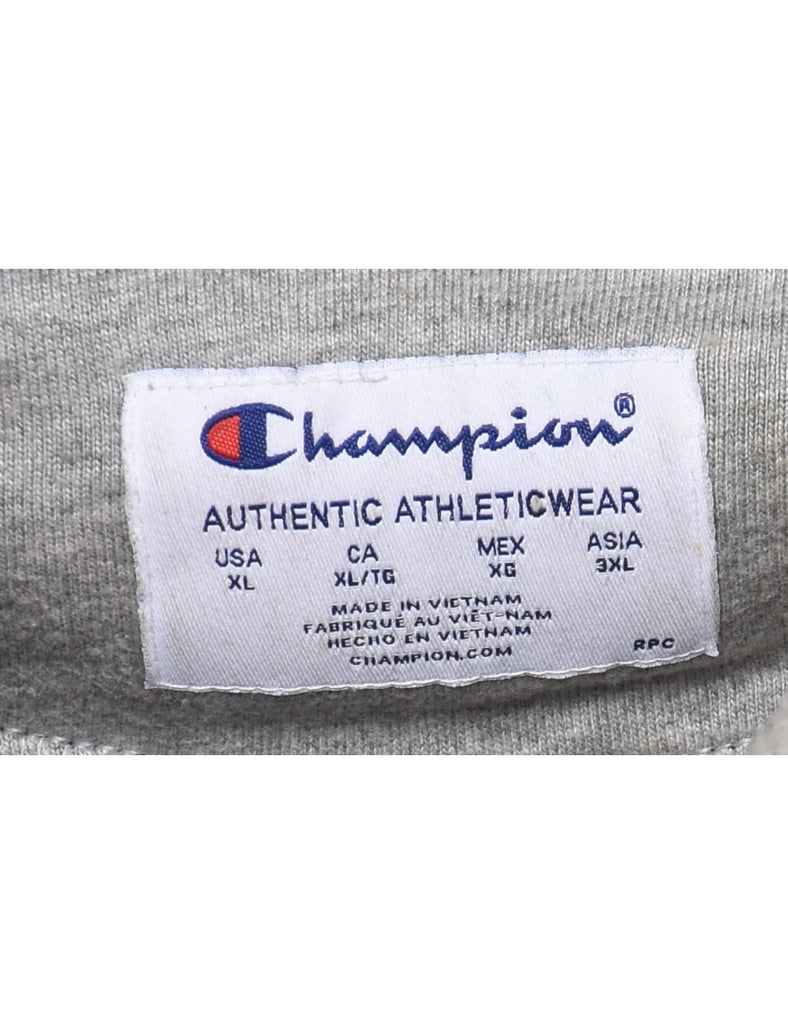 Champion®
AUTHENTIC ATHLETICWEAR
USA CA MEX ASIA
XL XL/TG XG 3XL
MADE IN VIETNAM
FABRIQUÉ AU VIÊT-NAM
HECHO EN VIETNAM
CHAMPION.COM
RPC